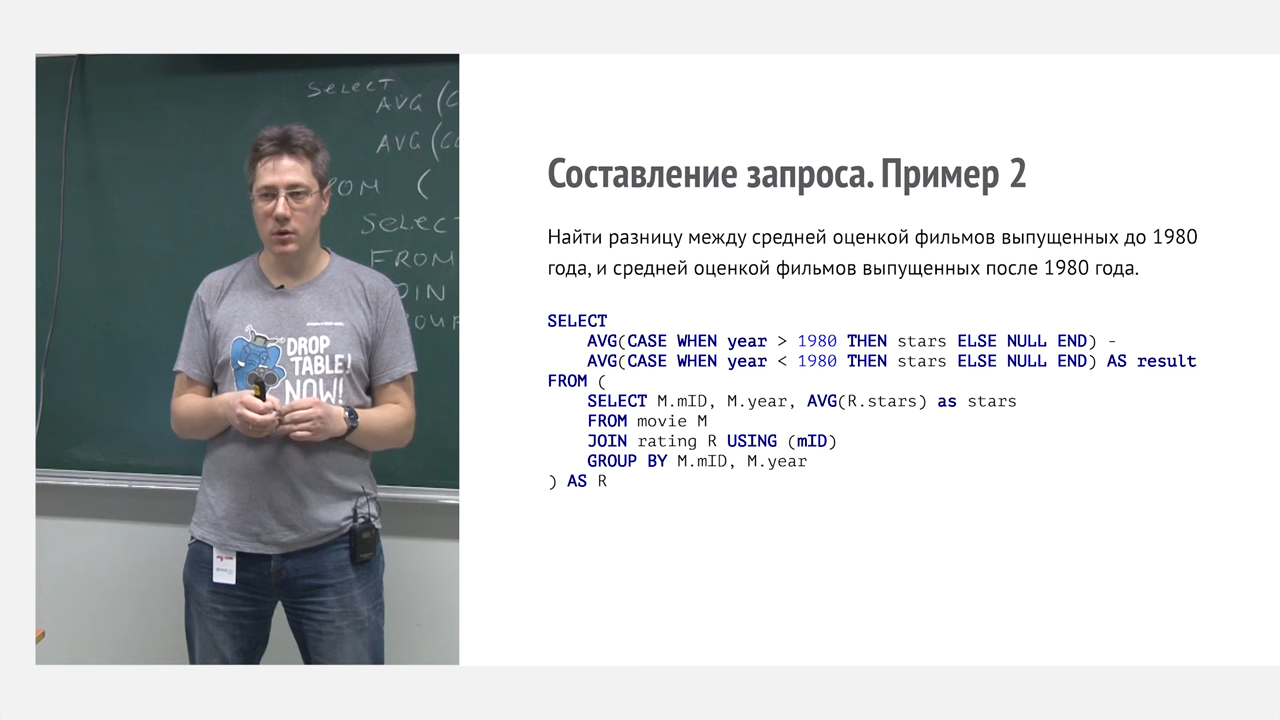 Select
AVG (C
AVG (
FROM (
Select
FROM
JOIN
DROP
TABLE!
NOW!
Составление запроса. Пример 2
Найти разницу между средней оценкой фильмов выпущенных до 1980
года, и средней оценкой фильмов выпущенных после 1980 года.
SELECT
AVG(CASE WHEN year > 1980 THEN stars ELSE NULL END) -
AVG(CASE WHEN year < 1980 THEN stars ELSE NULL END) AS result
FROM (
SELECT M.mID, M.year, AVG(R.stars) as stars
FROM movie M
JOIN rating R USING (mID)
GROUP BY M.mID, M.year
) AS R